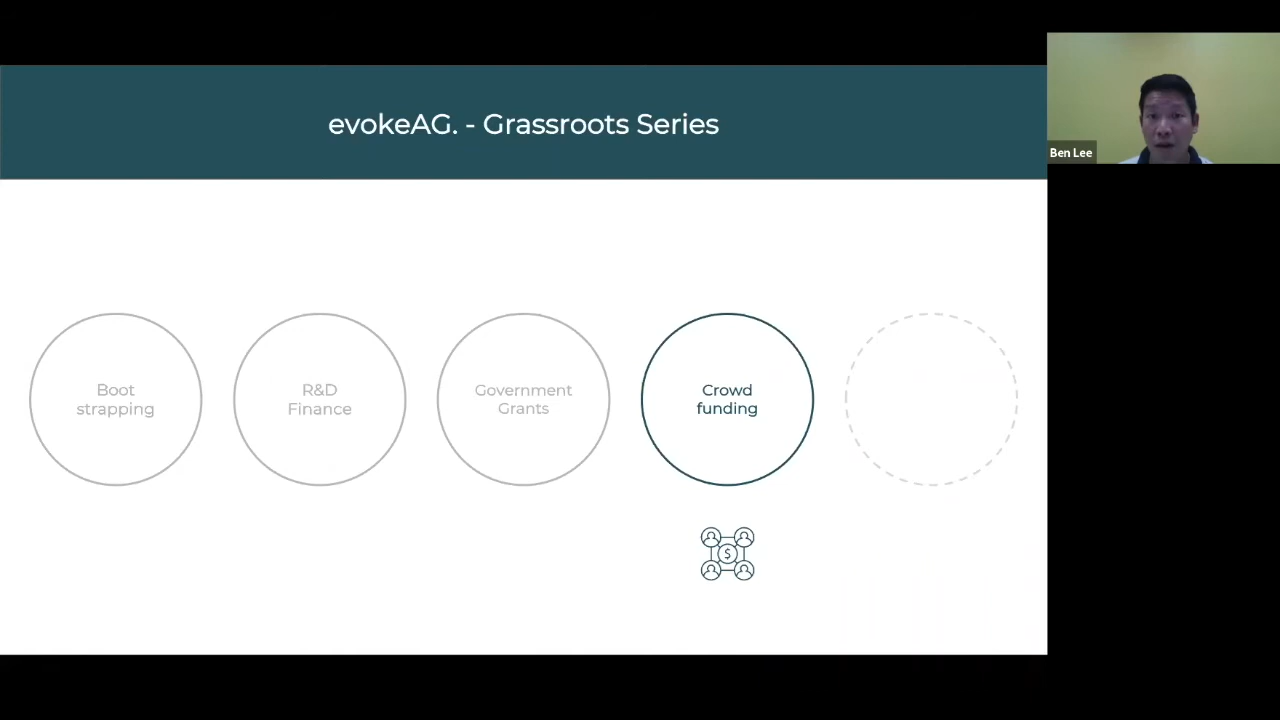 evokeAG. - Grassroots Series
Ben Lee
Boot
strapping
R&D
Finance
Government
Grants
Crowd
funding
$